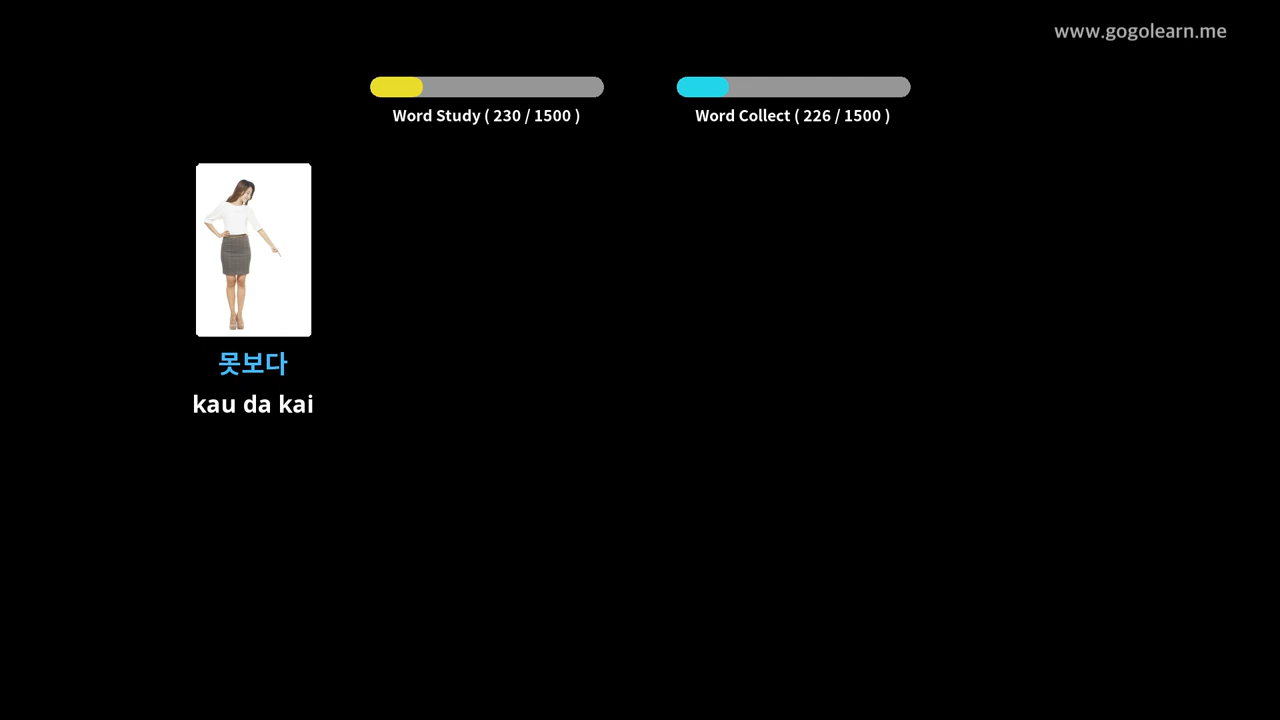 www.gogolearn.me
Word Study ( 230 / 1500 )
Word Collect ( 226 / 1500 )
못보다
kau da kai